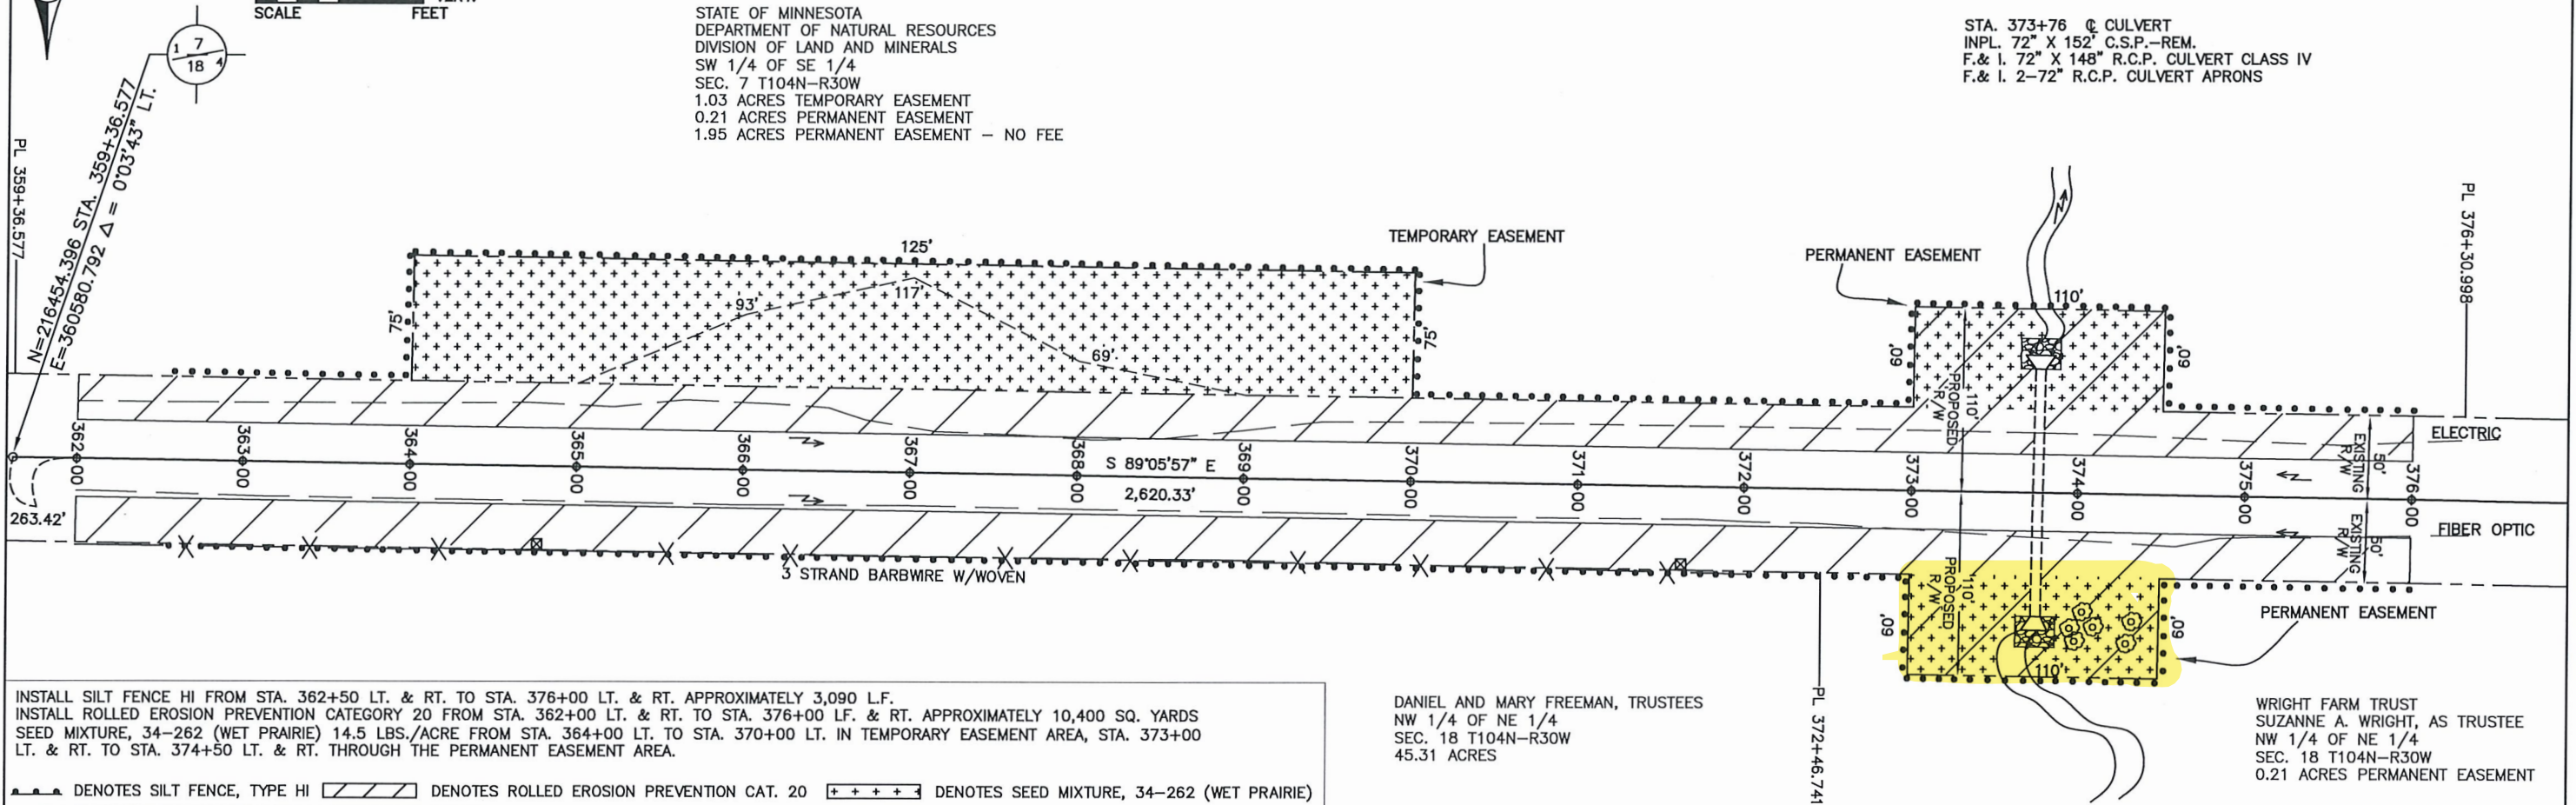 SCALE FEET
1 7
18 4
STATE OF MINNESOTA
DEPARTMENT OF NATURAL RESOURCES
DIVISION OF LAND AND MINERALS
SW 1/4 OF SE 1/4
SEC. 7 T104N-R30W
1.03 ACRES TEMPORARY EASEMENT
0.21 ACRES PERMANENT EASEMENT
1.95 ACRES PERMANENT EASEMENT – NO FEE
STA. 373+76 ℄ CULVERT
INPL. 72" X 152' C.S.P.-REM.
F.& I. 72" X 148" R.C.P. CULVERT CLASS IV
F.& I. 2-72" R.C.P. CULVERT APRONS
PL 359+36.577
N=216454.396 STA. 359+36.577
E=360580.792 Δ = 0°03'43" LT.
125'
TEMPORARY EASEMENT
PERMANENT EASEMENT
PL 376+30.998
75'
93'
117'
69'
75'
110'
60'
60'
110'
PROPOSED
R/W
362+00
363+00
364+00
365+00
366+00
367+00
368+00
S 89°05'57" E
2,620.33'
369+00
370+00
371+00
372+00
373+00
374+00
375+00
376+00
50'
EXISTING
R/W
ELECTRIC
263.42'
50'
EXISTING
R/W
FIBER OPTIC
3 STRAND BARBWIRE W/WOVEN
110'
PROPOSED
R/W
60'
60'
110'
PERMANENT EASEMENT
INSTALL SILT FENCE HI FROM STA. 362+50 LT. & RT. TO STA. 376+00 LT. & RT. APPROXIMATELY 3,090 L.F.
INSTALL ROLLED EROSION PREVENTION CATEGORY 20 FROM STA. 362+00 LT. & RT. TO STA. 376+00 LF. & RT. APPROXIMATELY 10,400 SQ. YARDS
SEED MIXTURE, 34-262 (WET PRAIRIE) 14.5 LBS./ACRE FROM STA. 364+00 LT. TO STA. 370+00 LT. IN TEMPORARY EASEMENT AREA, STA. 373+00
LT. & RT. TO STA. 374+50 LT. & RT. THROUGH THE PERMANENT EASEMENT AREA.
DENOTES SILT FENCE, TYPE HI DENOTES ROLLED EROSION PREVENTION CAT. 20 DENOTES SEED MIXTURE, 34-262 (WET PRAIRIE)
DANIEL AND MARY FREEMAN, TRUSTEES
NW 1/4 OF NE 1/4
SEC. 18 T104N-R30W
45.31 ACRES
PL 372+46.741
WRIGHT FARM TRUST
SUZANNE A. WRIGHT, AS TRUSTEE
NW 1/4 OF NE 1/4
SEC. 18 T104N-R30W
0.21 ACRES PERMANENT EASEMENT